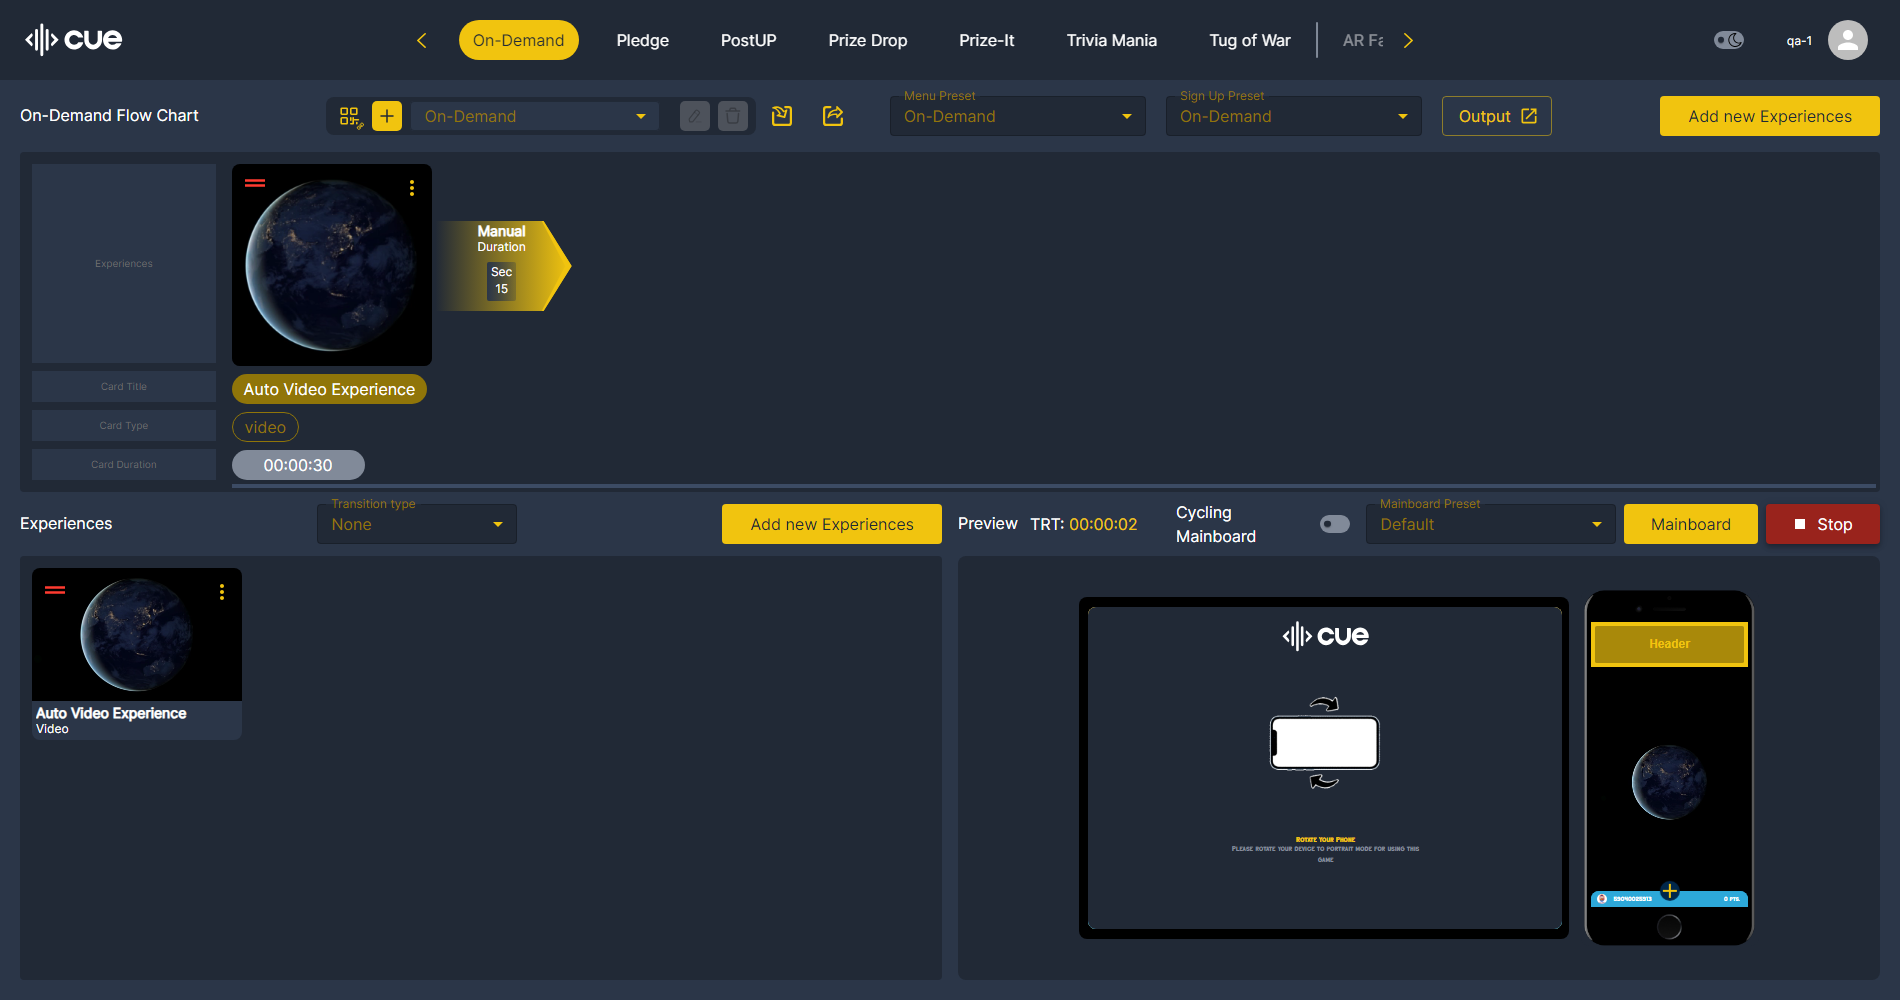 cue
On-Demand
Pledge
PostUP
Prize Drop
Prize-It
Trivia Mania
Tug of War
AR Fa
qa-1
On-Demand Flow Chart
On-Demand
Menu Preset
On-Demand
Sign Up Preset
On-Demand
Output
Add new Experiences
Experiences
Manual
Duration
Sec
15
Card Title
Auto Video Experience
Card Type
video
Card Duration
00:00:30
Experiences
Transition type
None
Add new Experiences
Preview TRT: 00:00:02
Cycling
Mainboard
Mainboard Preset
Default
Mainboard
Stop
Auto Video Experience
Video
cue
Rotate Your Phone
Please rotate your device to portrait mode for using this
game
Header
0 PTS.